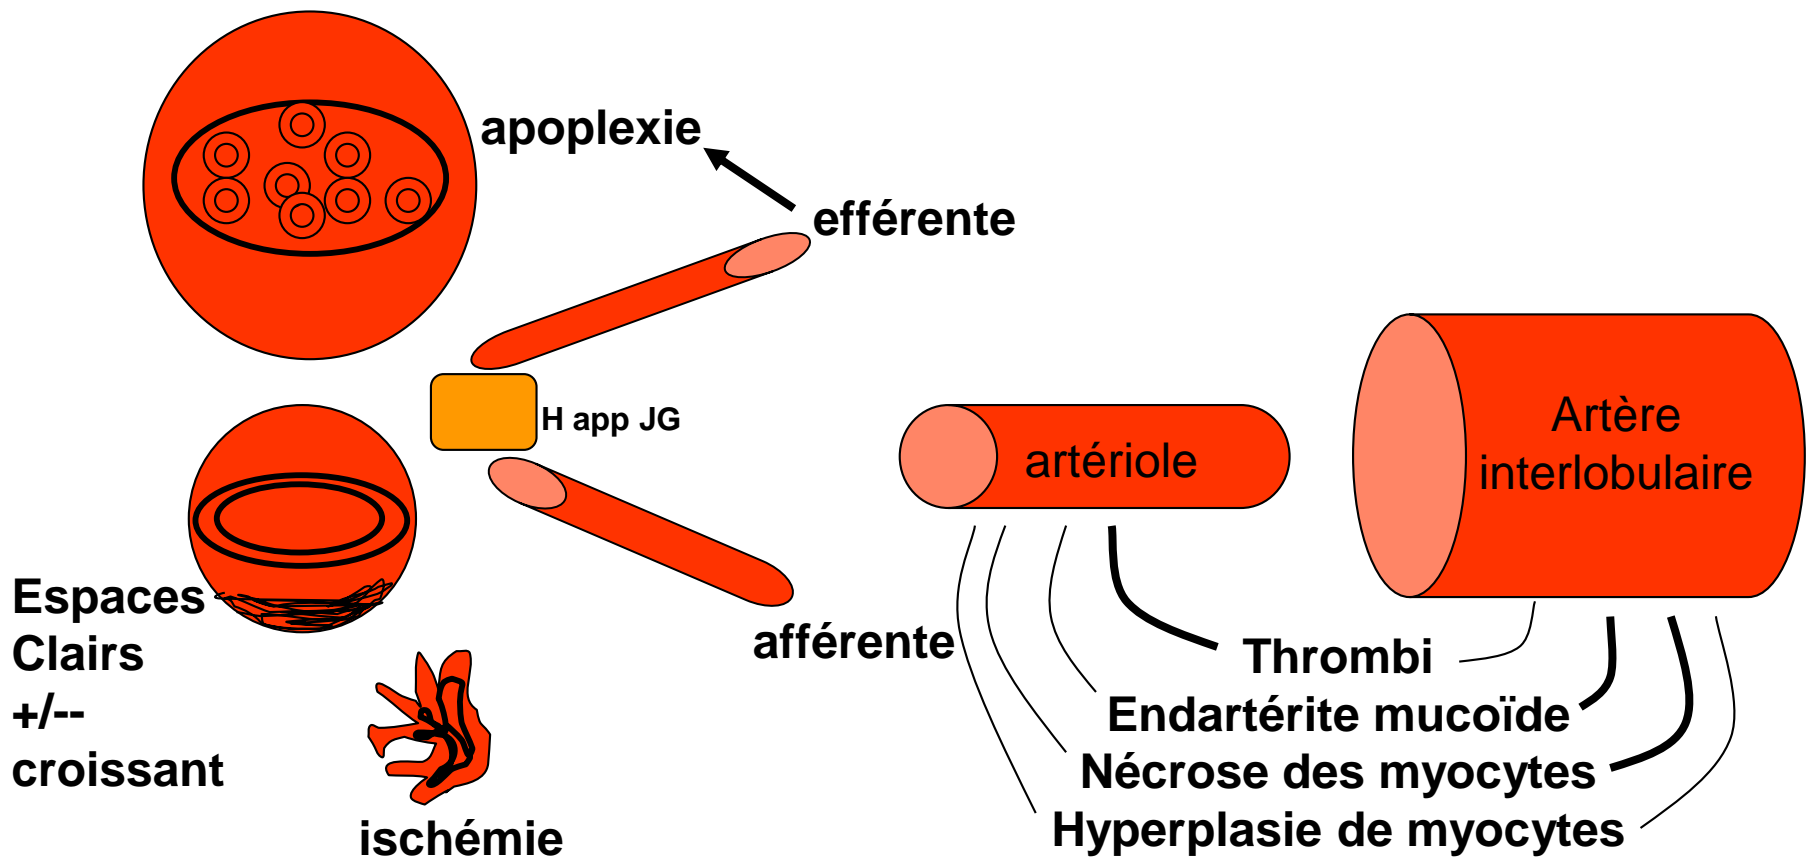 apoplexie
efférente
H app JG
artériole
Artère
interlobulaire
Espaces
Clairs
+/--
croissant
afférente
ischémie
Thrombi
Endartérite mucoïde
Nécrose des myocytes
Hyperplasie de myocytes